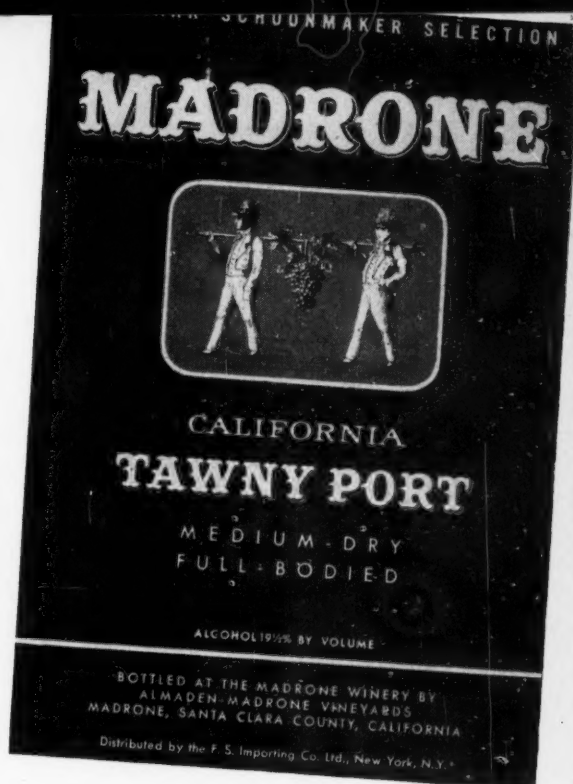 SCHOONMAKER SELECTION
MADRONE
CALIFORNIA
TAWNY PORT
MEDIUM-DRY
FULL-BODIED
ALCOHOL 19½% BY VOLUME
BOTTLED AT THE MADRONE WINERY BY
ALMADEN-MADRONE VINEYARDS
MADRONE, SANTA CLARA COUNTY, CALIFORNIA
Distributed by the F. S. Importing Co. Ltd., New York, N.Y.